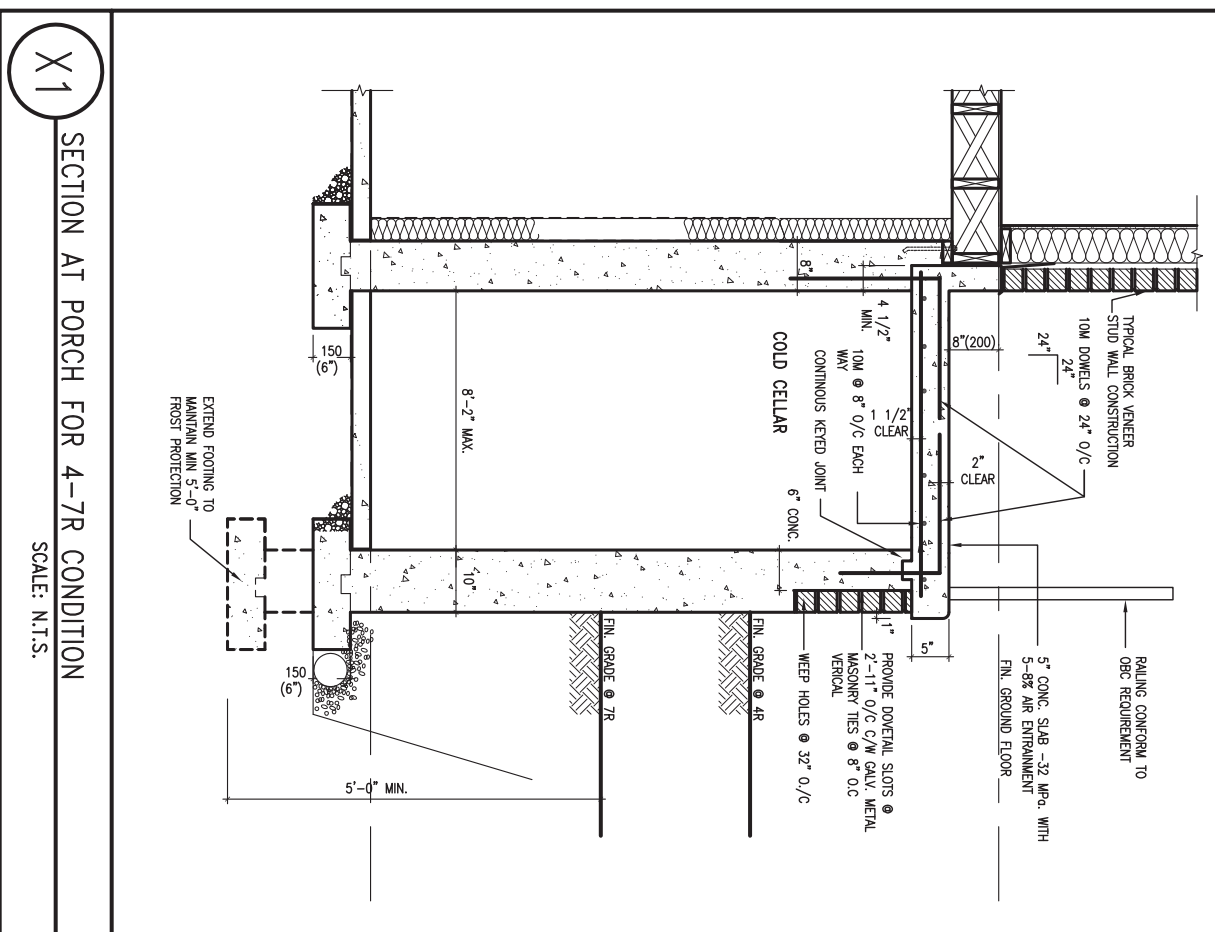 RAILING CONFORM TO
OBC REQUIREMENT
5" CONC. SLAB -32 MPa. WITH
5-8% AIR ENTRAINMENT
FIN. GROUND FLOOR
TYPICAL BRICK VENEER
STUD WALL CONSTRUCTION
10M DOWELS @ 24" O/C
24"
24"
8"(200)
2"
CLEAR
1 1/2"
CLEAR
5"
8"
4 1/2"
MIN.
10M @ 8" O/C EACH
WAY
CONTINOUS KEYED JOINT
COLD CELLAR
6" CONC.
1"
PROVIDE DOVETAIL SLOTS @
2'-11" O/C C/W GALV. METAL
MASONRY TIES @ 8" O.C
VERICAL
WEEP HOLES @ 32" O./C
FIN. GRADE @ 4R
FIN. GRADE @ 7R
8'-2" MAX.
10"
150
(6")
150
(6")
5'-0" MIN.
EXTEND FOOTING TO
MAINTAIN MIN 5'-0"
FROST PROTECTION
X1
SECTION AT PORCH FOR 4-7R CONDITION
SCALE: N.T.S.